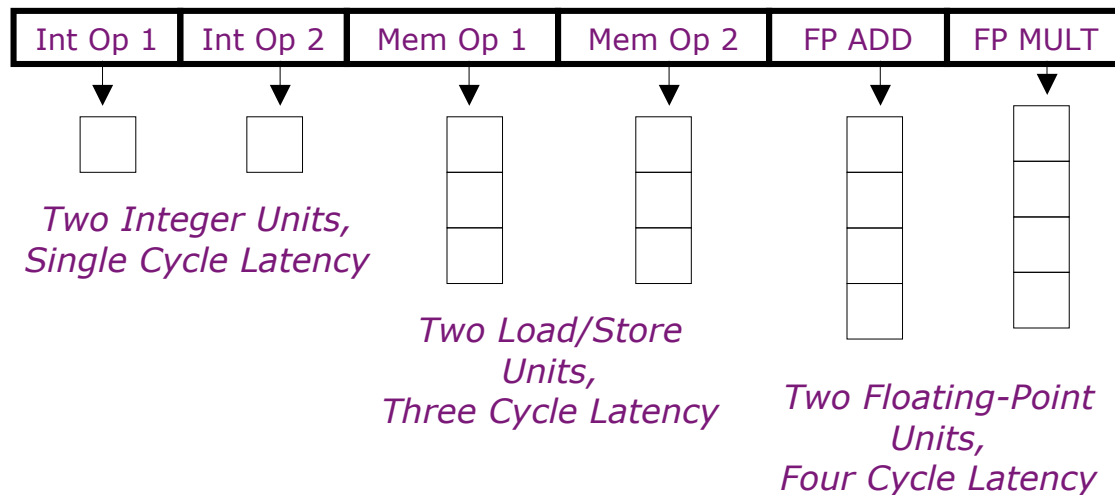 Int Op 1 Int Op 2 Mem Op 1 Mem Op 2 FP ADD FP MULT
Two Integer Units,
Single Cycle Latency
Two Load/Store
Units,
Three Cycle Latency
Two Floating-Point
Units,
Four Cycle Latency